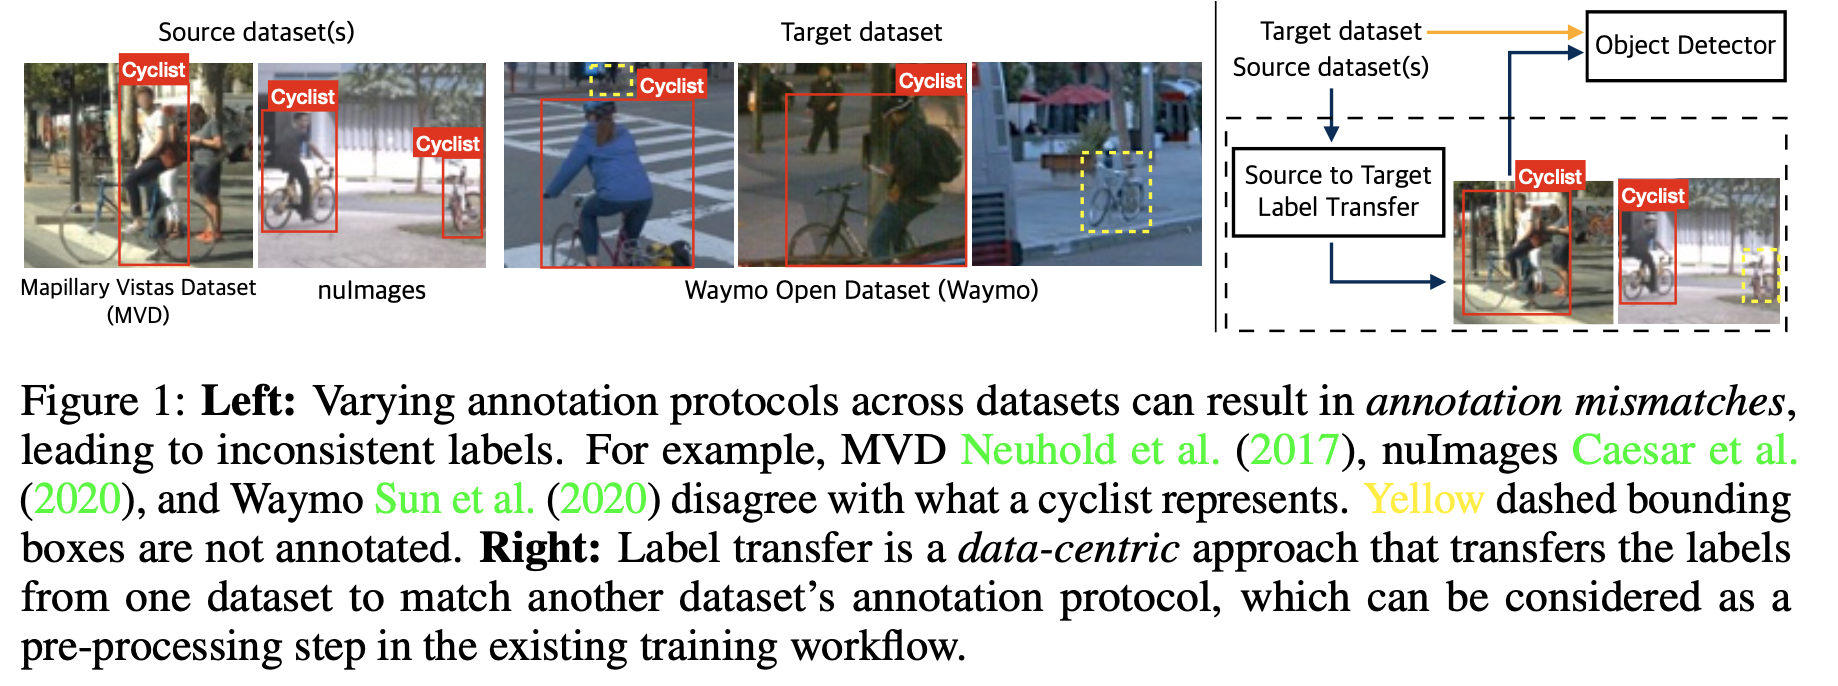 Source dataset(s)
Target dataset
Cyclist
Cyclist
Cyclist
Cyclist
Cyclist
Mapillary Vistas Dataset
(MVD)
nuImages
Waymo Open Dataset (Waymo)
Target dataset
Source dataset(s)
Object Detector
Source to Target
Label Transfer
Cyclist
Cyclist
Figure 1: Left: Varying annotation protocols across datasets can result in annotation mismatches,
leading to inconsistent labels. For example, MVD Neuhold et al. (2017), nuImages Caesar et al.
(2020), and Waymo Sun et al. (2020) disagree with what a cyclist represents. Yellow dashed bounding
boxes are not annotated. Right: Label transfer is a data-centric approach that transfers the labels
from one dataset to match another dataset's annotation protocol, which can be considered as a
pre-processing step in the existing training workflow.